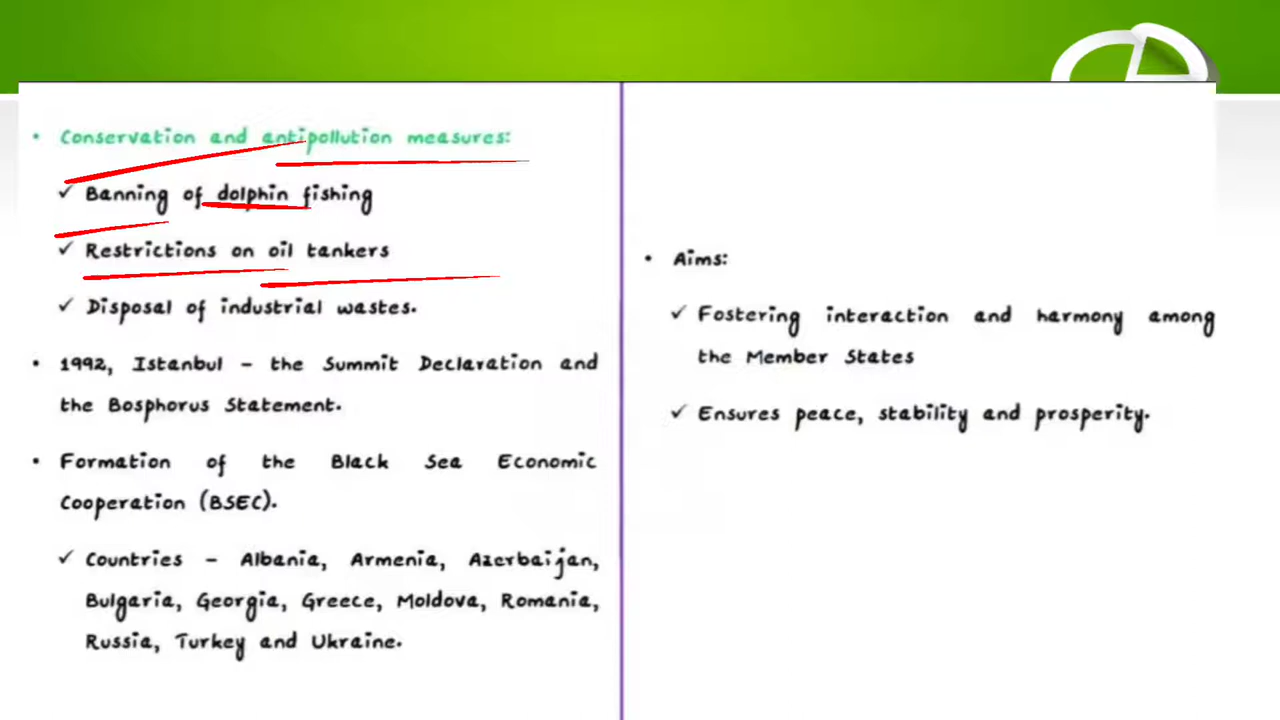 • Conservation and antipollution measures:
✓ Banning of dolphin fishing
✓ Restrictions on oil tankers
✓ Disposal of industrial wastes.
• 1992, Istanbul – the Summit Declaration and
the Bosphorus Statement.
• Formation of the Black Sea Economic
Cooperation (BSEC).
✓ Countries – Albania, Armenia, Azerbaijan,
Bulgaria, Georgia, Greece, Moldova, Romania,
Russia, Turkey and Ukraine.
• Aims:
✓ Fostering interaction and harmony among
the Member States
✓ Ensures peace, stability and prosperity.